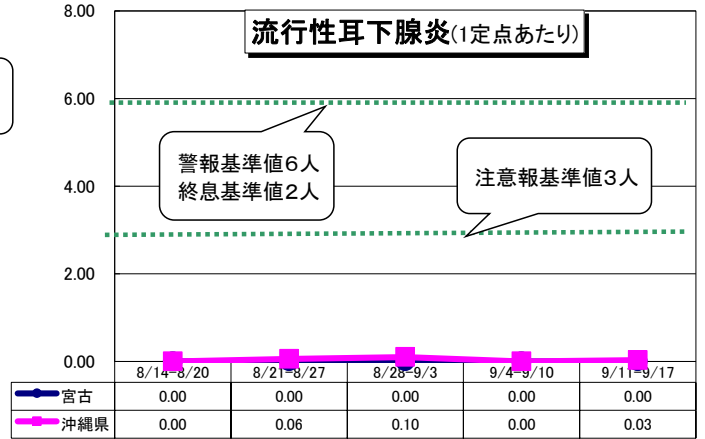 流行性耳下腺炎(1定点あたり)
8.00
6.00
4.00
2.00
0.00
警報基準値6人
終息基準値2人
注意報基準値3人
8/14-8/20 8/21-8/27 8/28-9/3 9/4-9/10 9/11-9/17
宮古 0.00 0.00 0.00 0.00 0.00
沖縄県 0.00 0.06 0.10 0.00 0.03